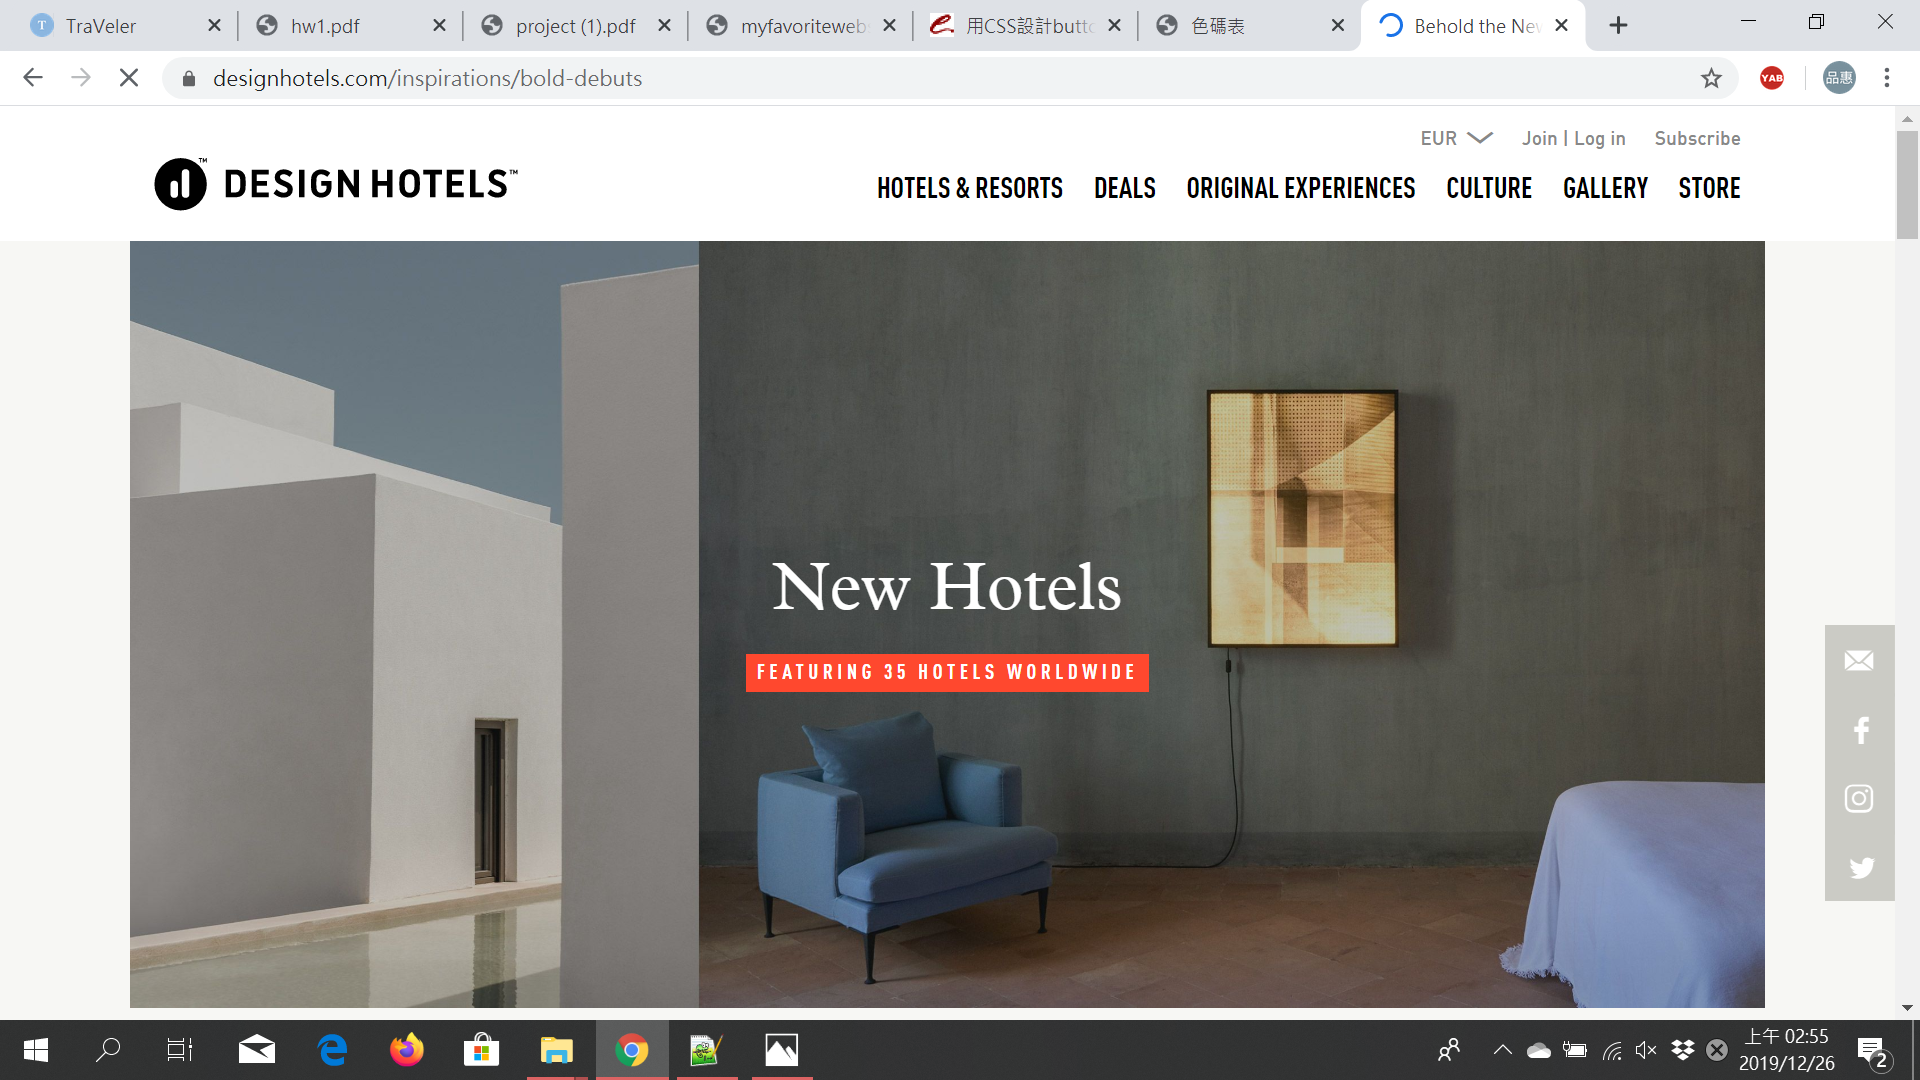 TraVeler
hw1.pdf
project (1).pdf
myfavoriteweb
用CSS設計butto
色碼表
Behold the Nev
designhotels.com/inspirations/bold-debuts
YAB
品惠
EUR
Join | Log in
Subscribe
DESIGN HOTELS™
HOTELS & RESORTS
DEALS
ORIGINAL EXPERIENCES
CULTURE
GALLERY
STORE
New Hotels
FEATURING 35 HOTELS WORLDWIDE
上午 02:55
2019/12/26
2